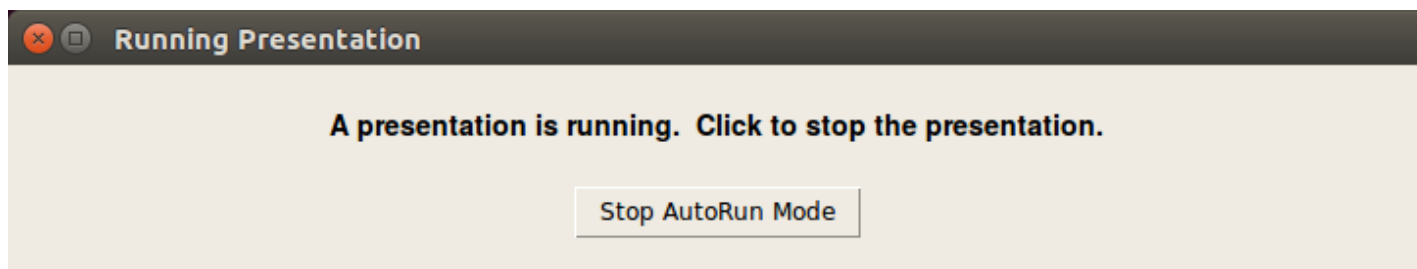 Running Presentation
A presentation is running.  Click to stop the presentation.
Stop AutoRun Mode